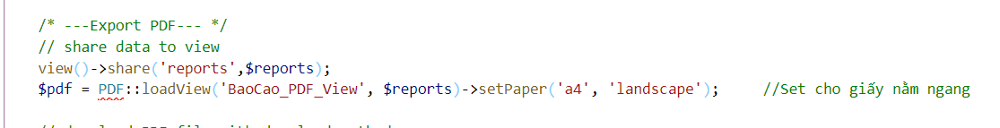 /* ---Export PDF--- */
// share data to view
view()->share('reports',$reports);
$pdf = PDF::loadView('BaoCao_PDF_View', $reports)->setPaper('a4', 'landscape');     //Set cho giấy nằm ngang